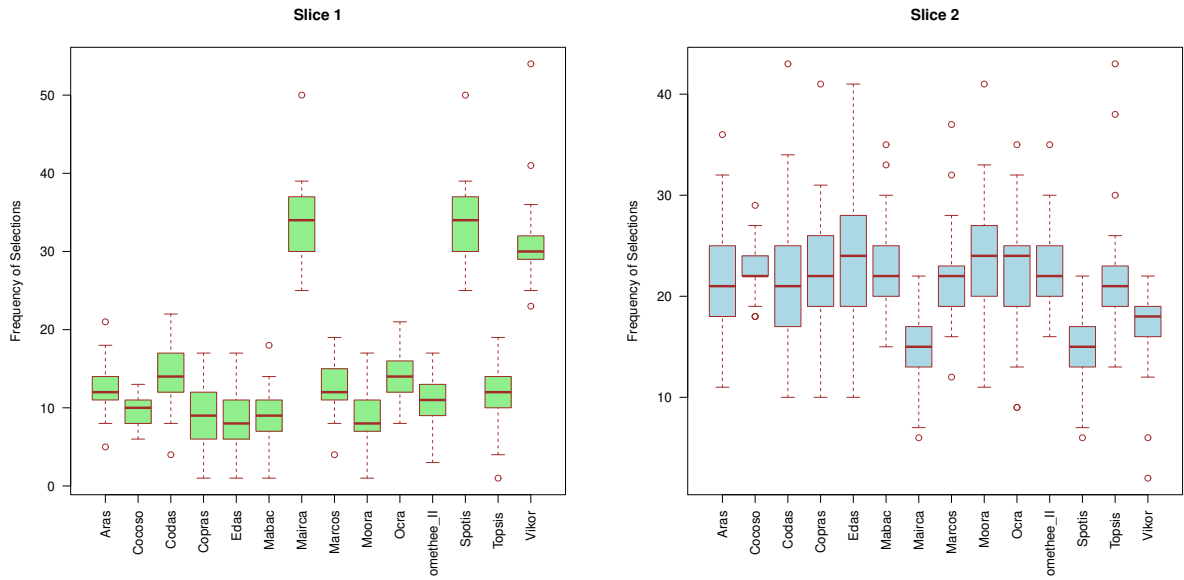 Slice 1
Frequency of Selections
50
40
30
20
10
0
Aras
Cocoso
Codas
Copras
Edas
Mabac
Mairca
Marcos
Moora
Ocra
omethee_II
Spotis
Topsis
Vikor
Slice 2
Frequency of Selections
40
30
20
10
Aras
Cocoso
Codas
Copras
Edas
Mabac
Mairca
Marcos
Moora
Ocra
omethee_II
Spotis
Topsis
Vikor